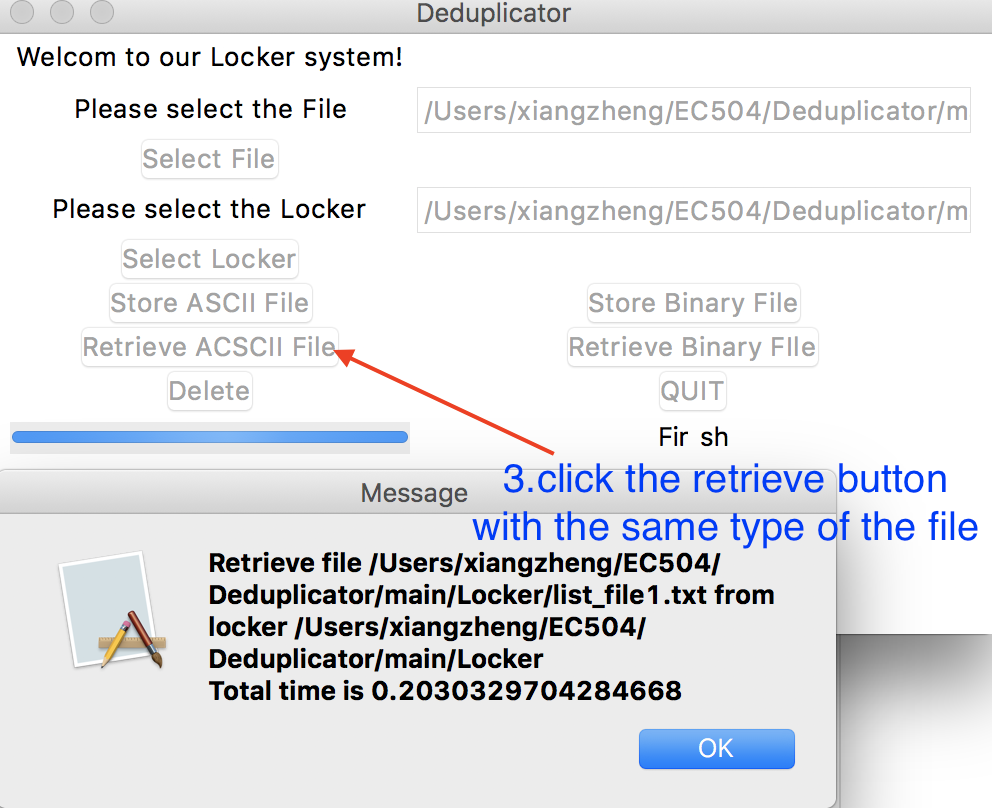 Deduplicator
Welcom to our Locker system!
Please select the File
/Users/xiangzheng/EC504/Deduplicator/m
Select File
Please select the Locker
/Users/xiangzheng/EC504/Deduplicator/m
Select Locker
Store ASCII File
Store Binary File
Retrieve ACSCII File
Retrieve Binary FIle
Delete
QUIT
Fir sh
3.click the retrieve button
with the same type of the file
Message
Retrieve file /Users/xiangzheng/EC504/
Deduplicator/main/Locker/list_file1.txt from
locker /Users/xiangzheng/EC504/
Deduplicator/main/Locker
Total time is 0.2030329704284668
OK